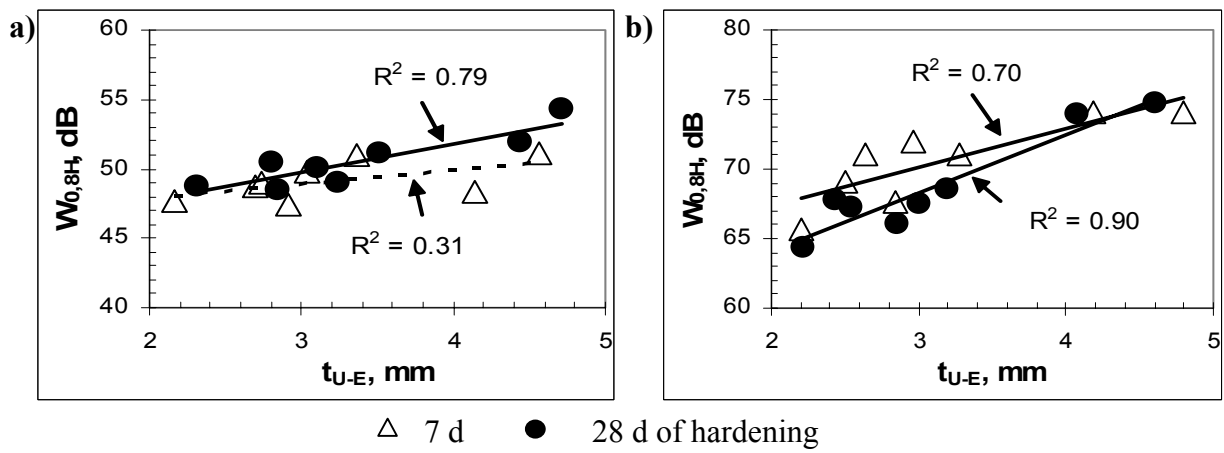 a)
60
55
50
45
40
W0,8H, dB
R² = 0.79
R² = 0.31
2 3 4 5
tU-E, mm
b)
80
75
70
65
60
W0,8H, dB
R² = 0.70
R² = 0.90
2 3 4 5
tU-E, mm
△ 7 d ● 28 d of hardening